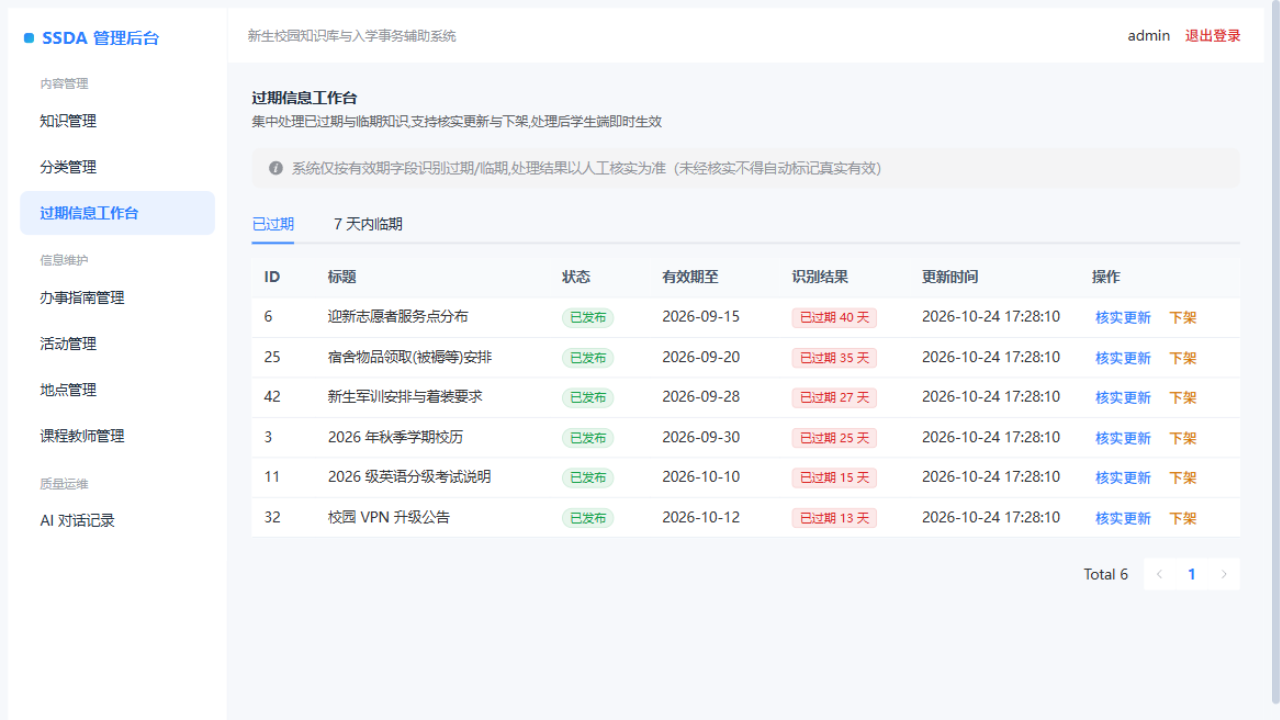 SSDA 管理后台
新生校园知识库与入学事务辅助系统
admin 退出登录
内容管理
知识管理
分类管理
过期信息工作台
信息维护
办事指南管理
活动管理
地点管理
课程教师管理
质量运维
AI 对话记录
过期信息工作台
集中处理已过期与临期知识,支持核实更新与下架,处理后学生端即时生效
系统仅按有效期字段识别过期/临期,处理结果以人工核实为准（未经核实不得自动标记真实有效）
已过期 7 天内临期
ID 标题 状态 有效期至 识别结果 更新时间 操作
6 迎新志愿者服务点分布 已发布 2026-09-15 已过期 40 天 2026-10-24 17:28:10 核实更新 下架
25 宿舍物品领取(被褥等)安排 已发布 2026-09-20 已过期 35 天 2026-10-24 17:28:10 核实更新 下架
42 新生军训安排与着装要求 已发布 2026-09-28 已过期 27 天 2026-10-24 17:28:10 核实更新 下架
3 2026 年秋季学期校历 已发布 2026-09-30 已过期 25 天 2026-10-24 17:28:10 核实更新 下架
11 2026 级英语分级考试说明 已发布 2026-10-10 已过期 15 天 2026-10-24 17:28:10 核实更新 下架
32 校园 VPN 升级公告 已发布 2026-10-12 已过期 13 天 2026-10-24 17:28:10 核实更新 下架
Total 6 1